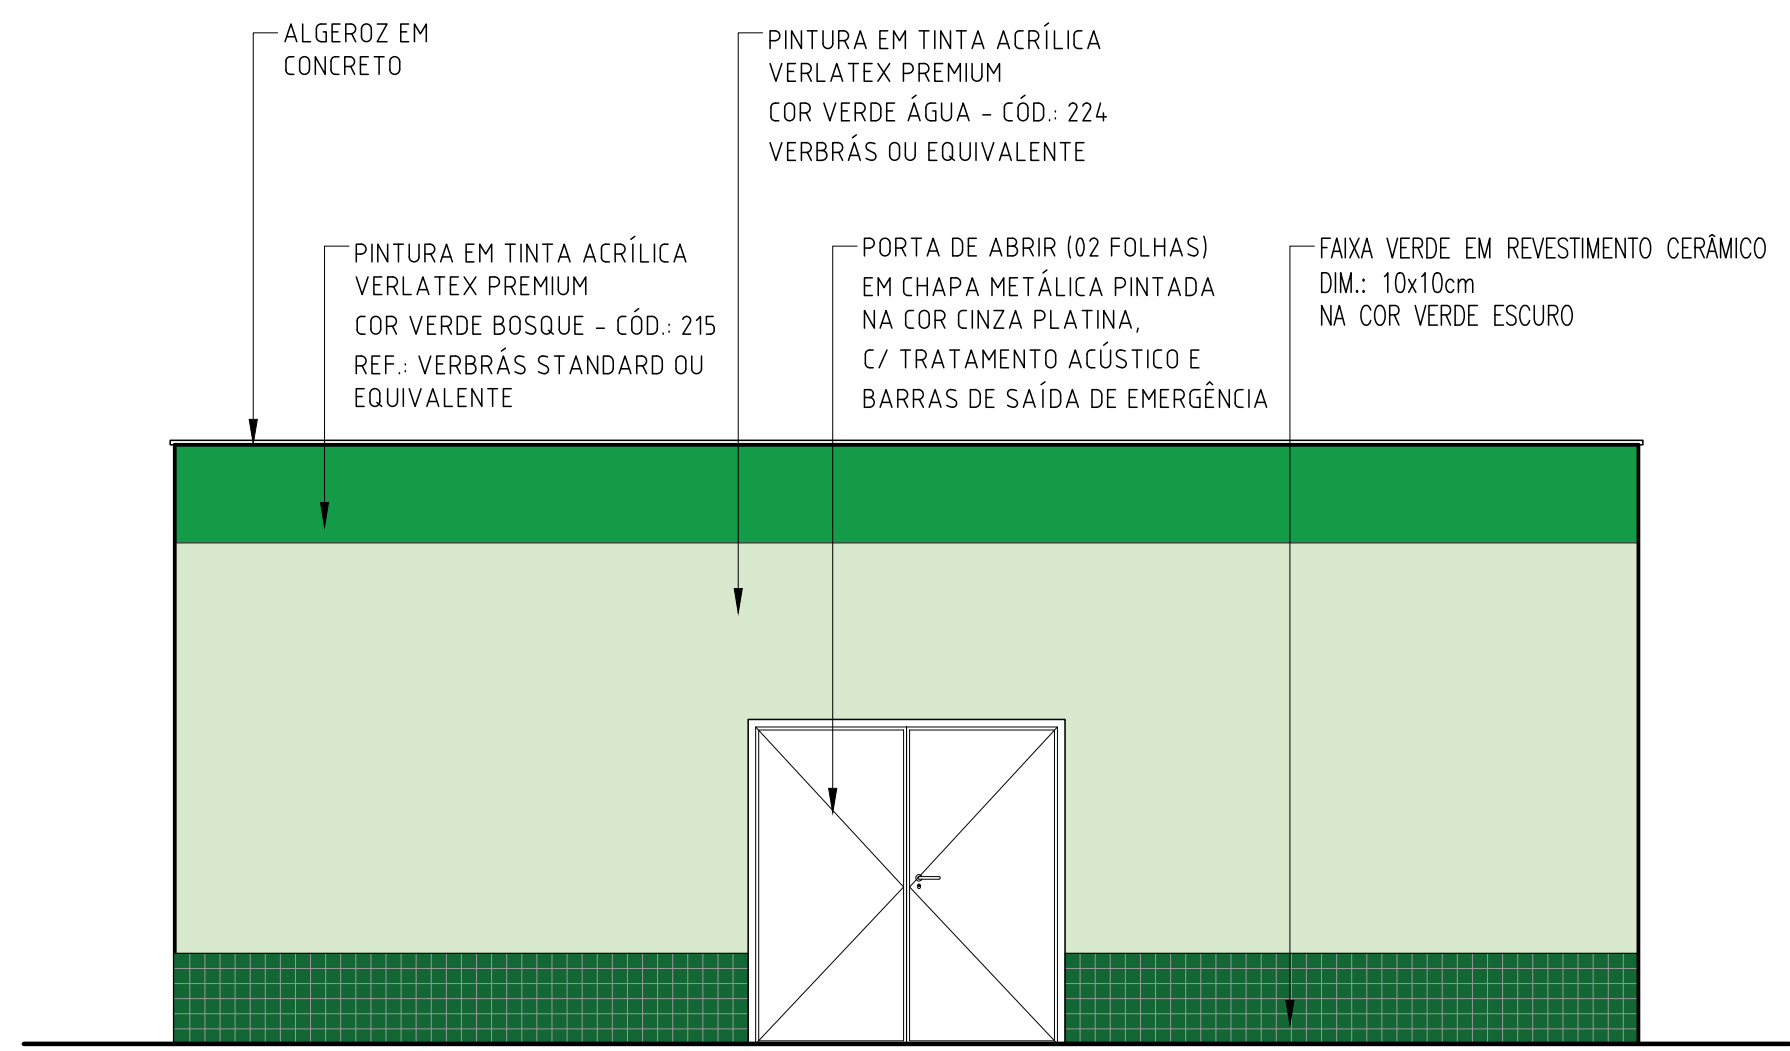 ALGEROZ EM
CONCRETO
PINTURA EM TINTA ACRÍLICA
VERLATEX PREMIUM
COR VERDE ÁGUA - CÓD.: 224
VERBRÁS OU EQUIVALENTE
PINTURA EM TINTA ACRÍLICA
VERLATEX PREMIUM
COR VERDE BOSQUE - CÓD.: 215
REF.: VERBRÁS STANDARD OU
EQUIVALENTE
PORTA DE ABRIR (02 FOLHAS)
EM CHAPA METÁLICA PINTADA
NA COR CINZA PLATINA,
C/ TRATAMENTO ACÚSTICO E
BARRAS DE SAÍDA DE EMERGÊNCIA
FAIXA VERDE EM REVESTIMENTO CERÂMICO
DIM.: 10x10cm
NA COR VERDE ESCURO